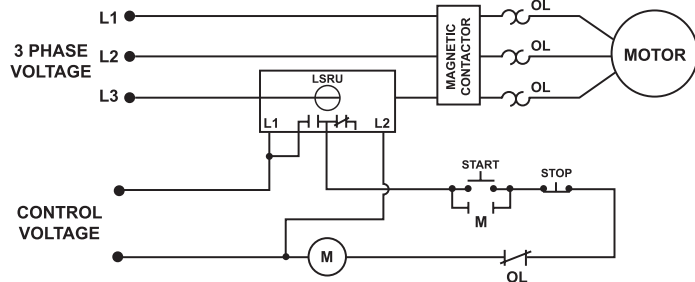 L1
OL
3 PHASE
VOLTAGE
L2
MAGNETIC
CONTACTOR
OL
MOTOR
LSRU
L3
OL
L1
L2
START
STOP
M
CONTROL
VOLTAGE
M
OL